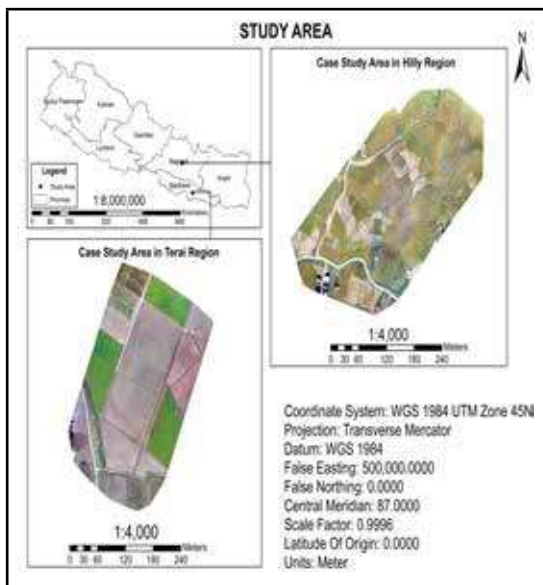 STUDY AREA
N
Case Study Area in Hilly Region
Karnali
Gandaki
Lumbini
Bagmati
Legend
Study Area
Province
1:8,000,000
Case Study Area in Terai Region
1:4,000
Meters
0 30 60 120 180 240
1:4,000
Meters
0 30 60 120 180 240
Coordinate System: WGS 1984 UTM Zone 45N
Projection: Transverse Mercator
Datum: WGS 1984
False Easting: 500,000.0000
False Northing: 0.0000
Central Meridian: 87.0000
Scale Factor: 0.9996
Latitude Of Origin: 0.0000
Units: Meter